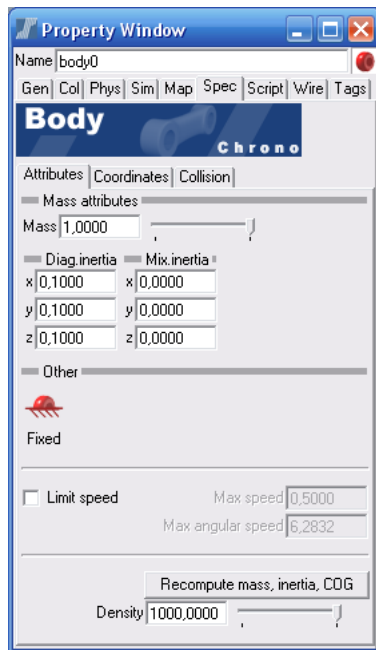 Property Window
Name body0
Gen Col Phys Sim Map Spec Script Wire Tags
Body
Chrono
Attributes Coordinates Collision
Mass attributes
Mass 1,0000
Diag.inertia Mix.inertia
x 0,1000 x 0,0000
y 0,1000 y 0,0000
z 0,1000 z 0,0000
Other
Fixed
Limit speed Max speed 0,5000
Max angular speed 6,2832
Recompute mass, inertia, COG
Density 1000,0000